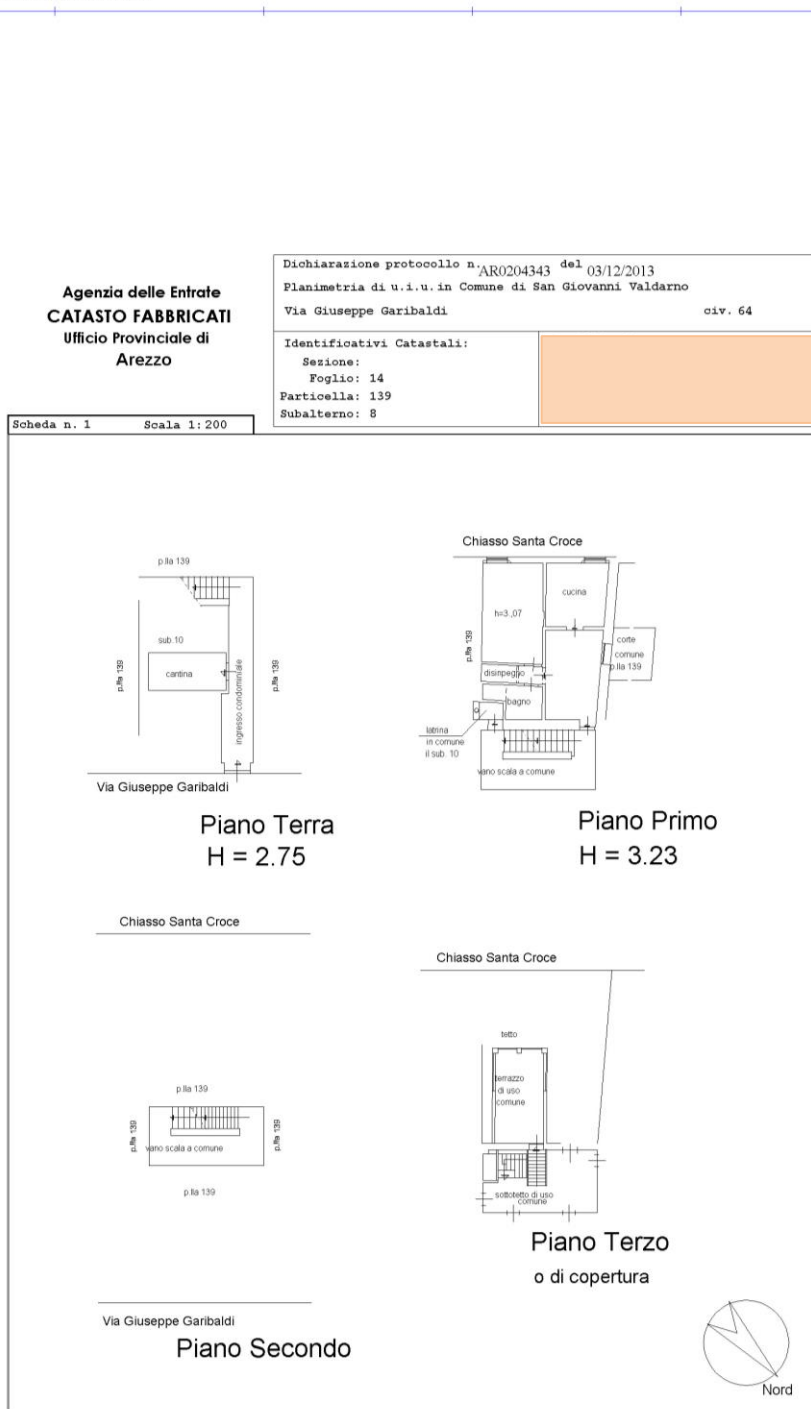 Agenzia delle Entrate
CATASTO FABBRICATI
Ufficio Provinciale di
Arezzo
Dichiarazione protocollo n. AR0204343 del 03/12/2013
Planimetria di u.i.u. in Comune di San Giovanni Valdarno
Via Giuseppe Garibaldi civ. 64
Identificativi Catastali:
Sezione:
Foglio: 14
Particella: 139
Subalterno: 8
Scheda n. 1 Scala 1:200
p.lla 139
sub.10
cantina
p.lla 139
ingresso condominiale
p.lla 139
Via Giuseppe Garibaldi
Piano Terra
H = 2.75
Chiasso Santa Croce
cucina
h=3.,07
p.lla 139
corte
comune
p.lla 139
disinpegno
bagno
latrina
in comune
il sub. 10
vano scala a comune
Piano Primo
H = 3.23
Chiasso Santa Croce
p.lla 139
p.lla 139
vano scala a comune
p.lla 139
p.lla 139
Via Giuseppe Garibaldi
Piano Secondo
Chiasso Santa Croce
tetto
terrazzo
di uso
comune
sottotetto di uso
comune
Piano Terzo
o di copertura
Nord